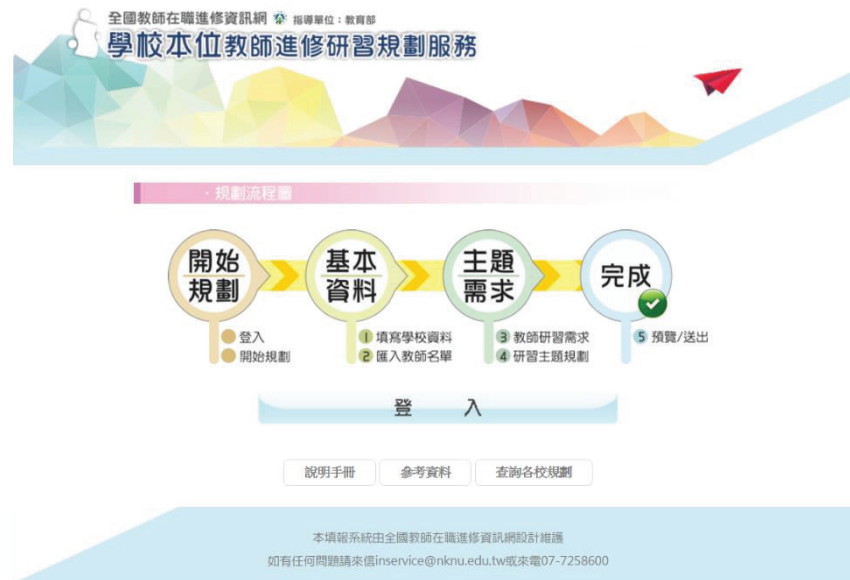 全國教師在職進修資訊網 指導單位：教育部
學校本位教師進修研習規劃服務
·規劃流程圖
開始
規劃
基本
資料
主題
需求
完成
登入
開始規劃
1 填寫學校資料
2 匯入教師名單
3 教師研習需求
4 研習主題規劃
5 預覽/送出
登 入
說明手冊
參考資料
查詢各校規劃
本填報系統由全國教師在職進修資訊網設計維護
如有任何問題請來信inservice@nknu.edu.tw或來電07-7258600